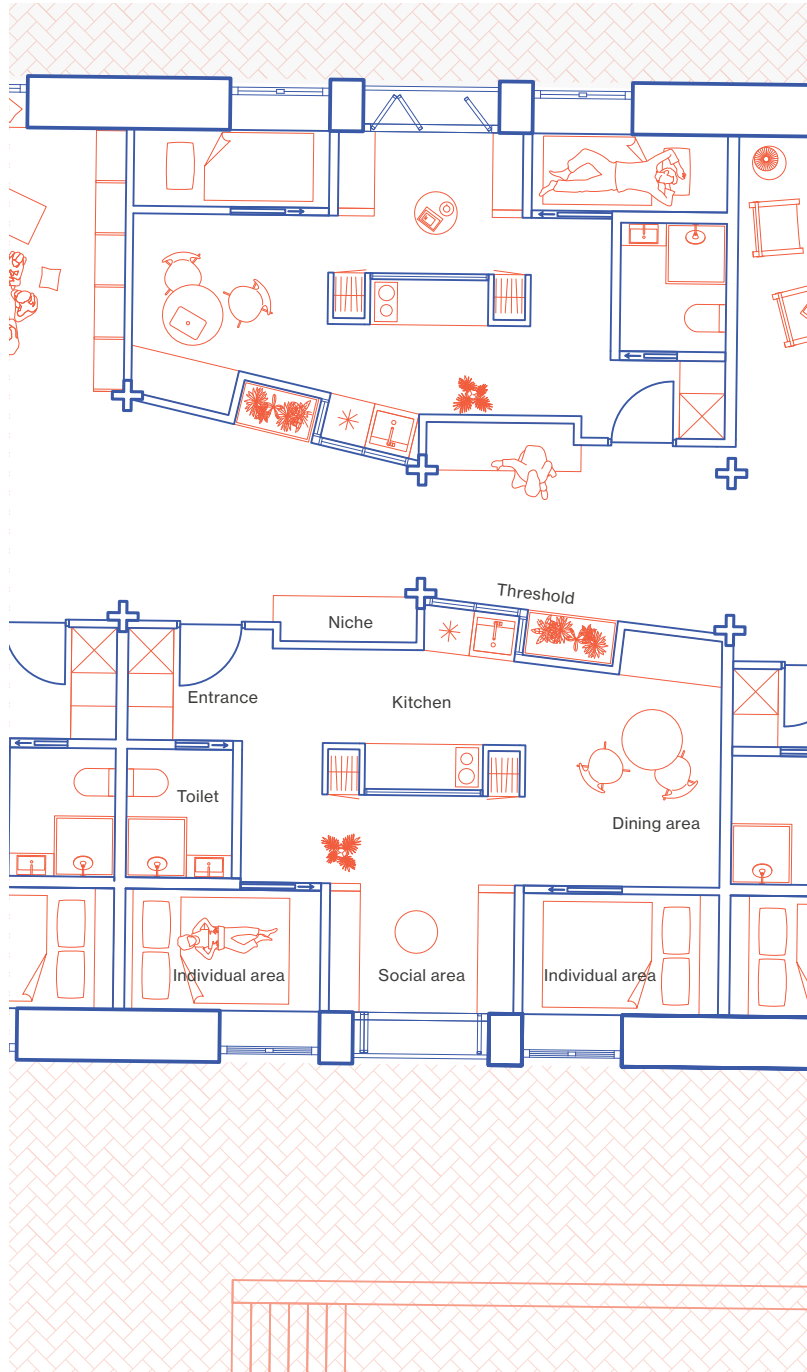 Threshold
Niche
Entrance
Kitchen
Toilet
Dining area
Individual area
Social area
Individual area